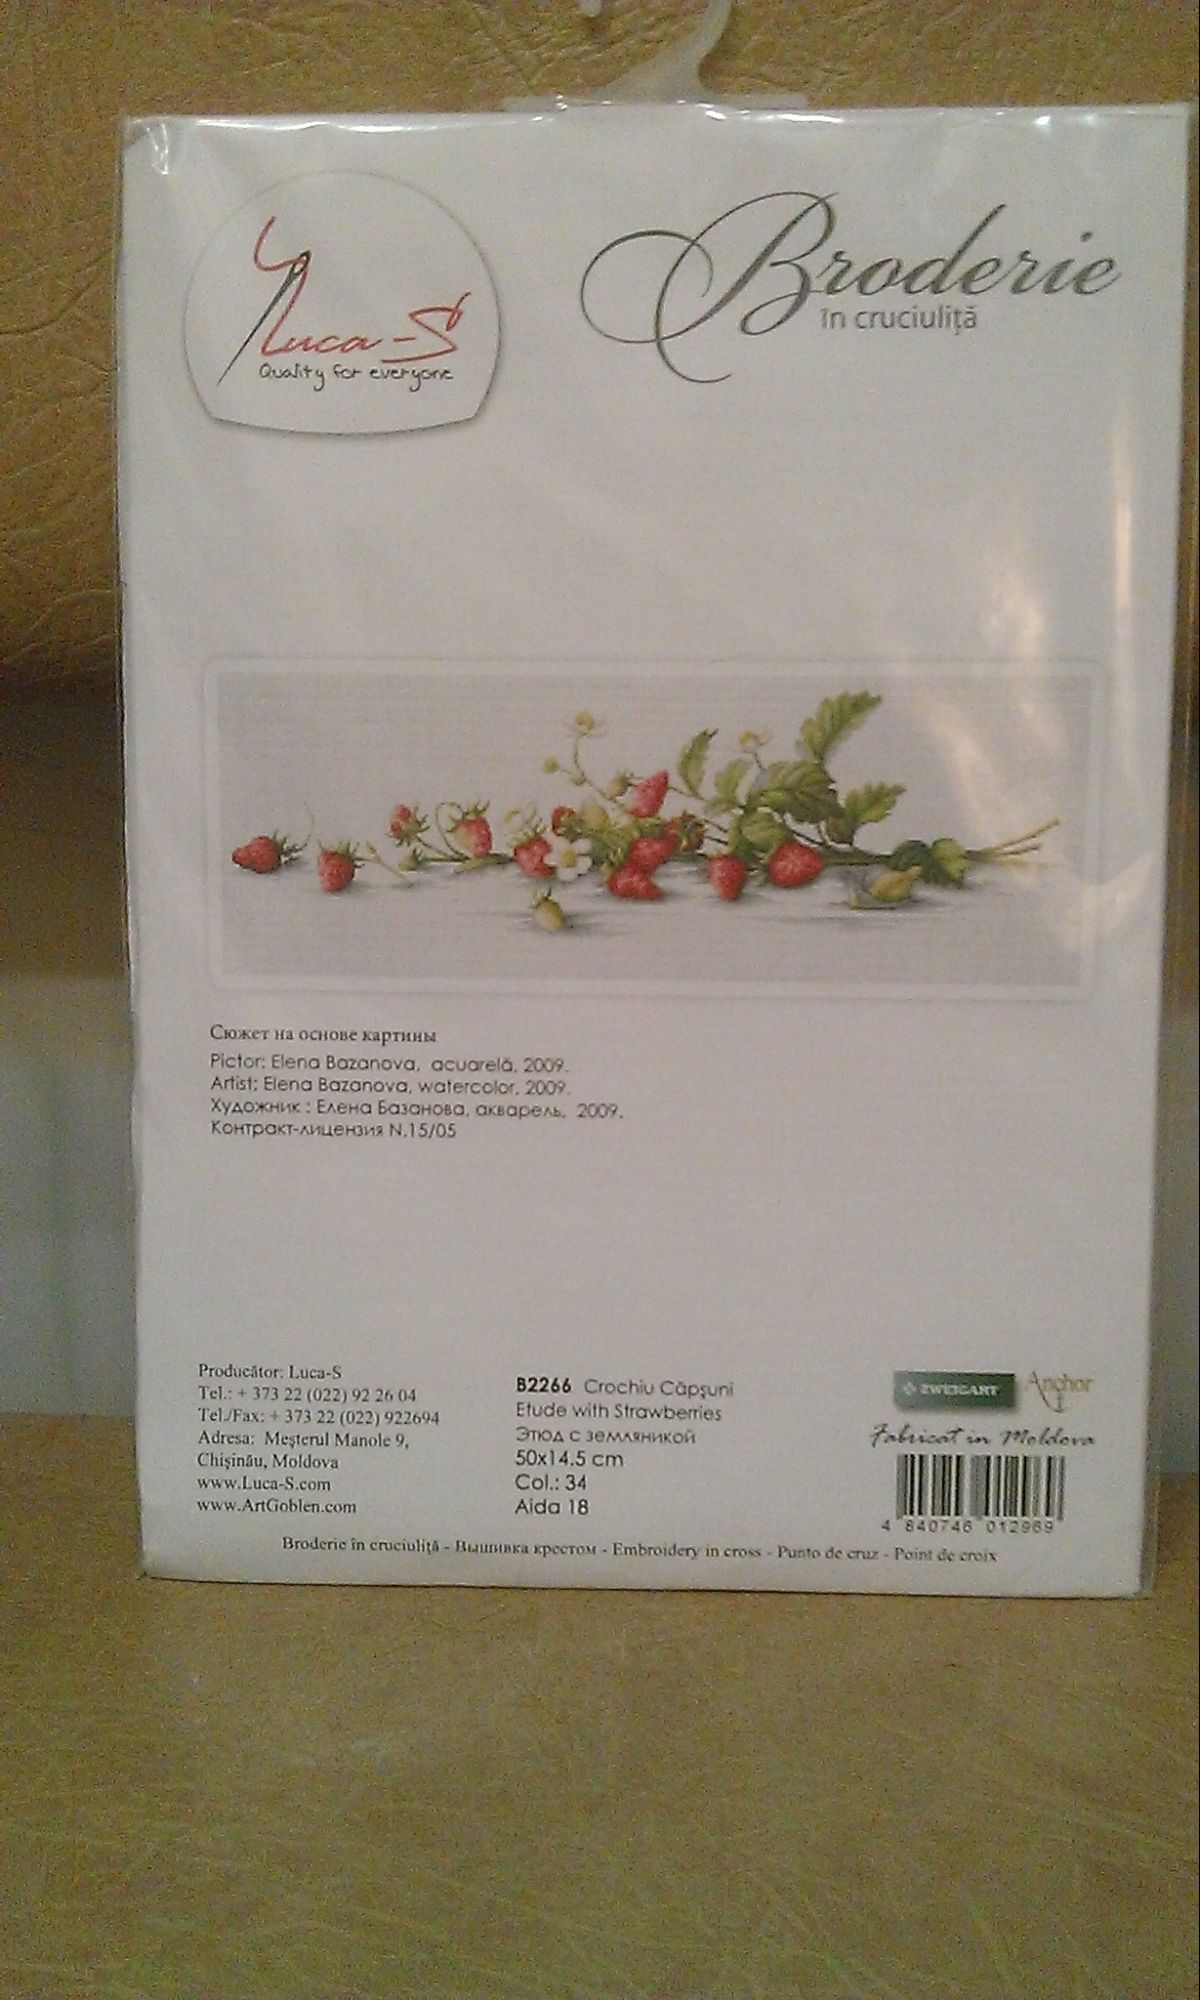 Luca-S
Quality for everyone
Broderie
în cruciuliță
Сюжет на основе картины
Pictor: Elena Bazanova, acuarelă, 2009.
Artist: Elena Bazanova, watercolor, 2009.
Художник : Елена Базанова, акварель, 2009.
Контракт-лицензия N.15/05
Producător: Luca-S
Tel.: + 373 22 (022) 92 26 04
Tel./Fax: + 373 22 (022) 922694
Adresa: Meşterul Manole 9,
Chişinău, Moldova
www.Luca-S.com
www.ArtGoblen.com
B2266 Crochiu Căpşuni
Etude with Strawberries
Этюд с земляникой
50x14.5 cm
Col.: 34
Aida 18
ZWEIGART Anchor
Fabricat in Moldova
4 840746 012969
Broderie în cruciuliță - Вышивка крестом - Embroidery in cross - Punto de cruz - Point de croix